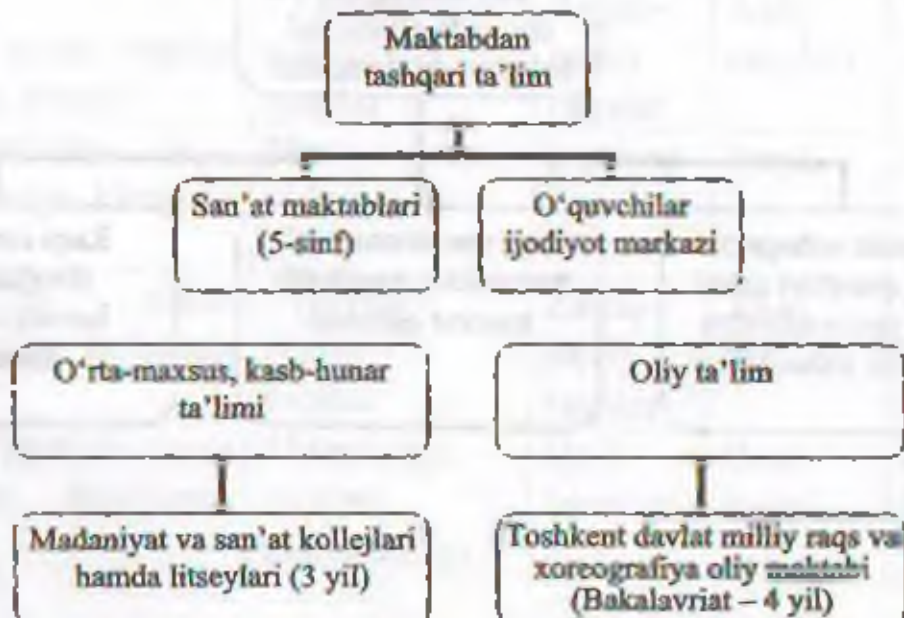 Maktabdan
tashqari ta’lim
San’at maktablari
(5-sinf)
O‘quvchilar
ijodiyot markazi
O‘rta-maxsus, kasb-hunar
ta’limi
Oliy ta’lim
Madaniyat va san’at kollejlari
hamda litseylari (3 yil)
Toshkent davlat milliy raqs va
xoreografiya oliy maktabi
(Bakalavriat – 4 yil)